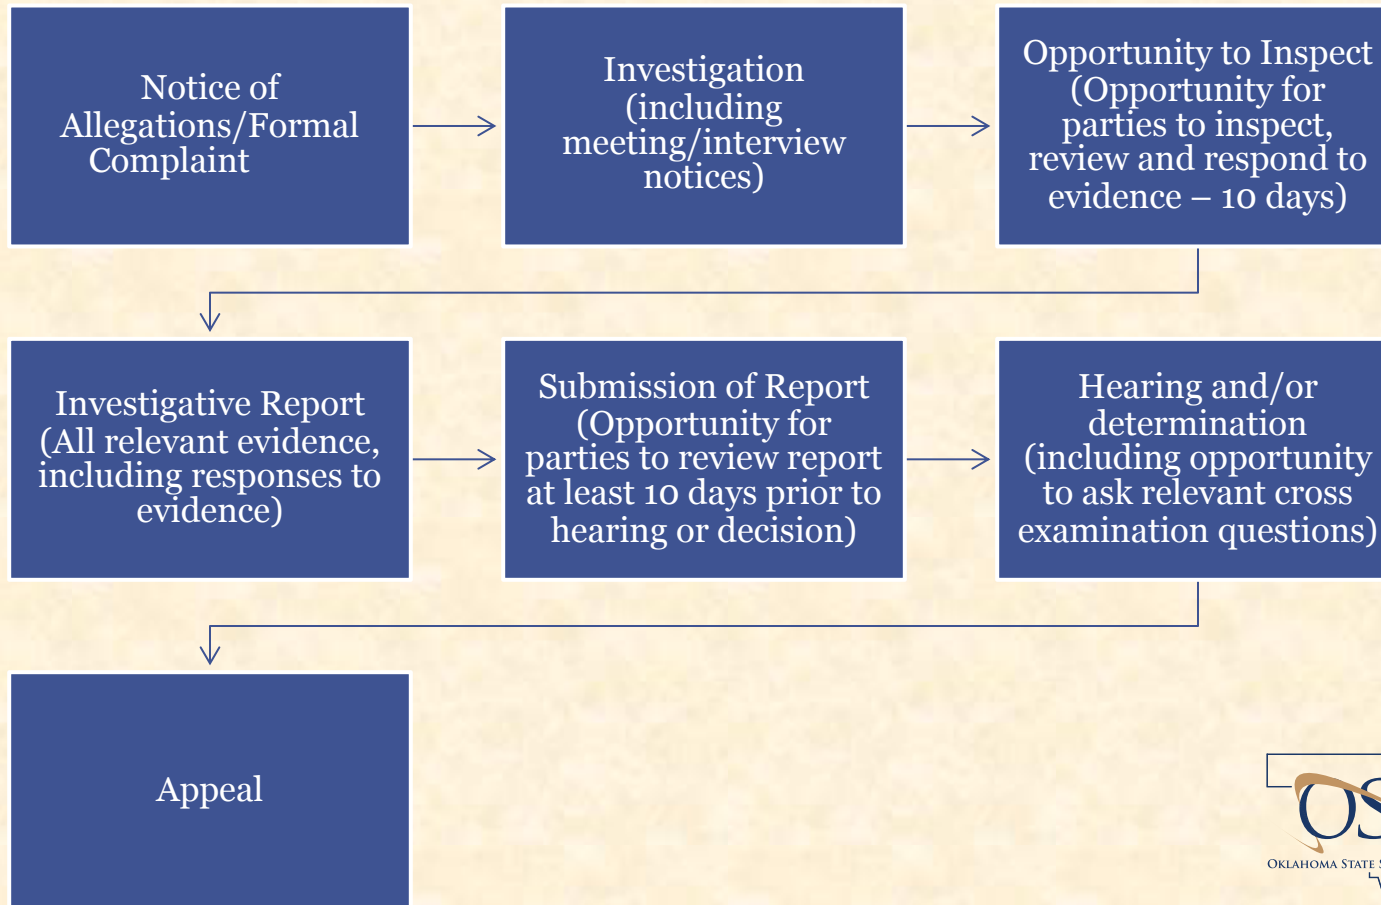 Notice of
Allegations/Formal
Complaint
Investigation
(including
meeting/interview
notices)
Opportunity to Inspect
(Opportunity for
parties to inspect,
review and respond to
evidence – 10 days)
Investigative Report
(All relevant evidence,
including responses to
evidence)
Submission of Report
(Opportunity for
parties to review report
at least 10 days prior to
hearing or decision)
Hearing and/or
determination
(including opportunity
to ask relevant cross
examination questions)
Appeal
OS
OKLAHOMA STATE